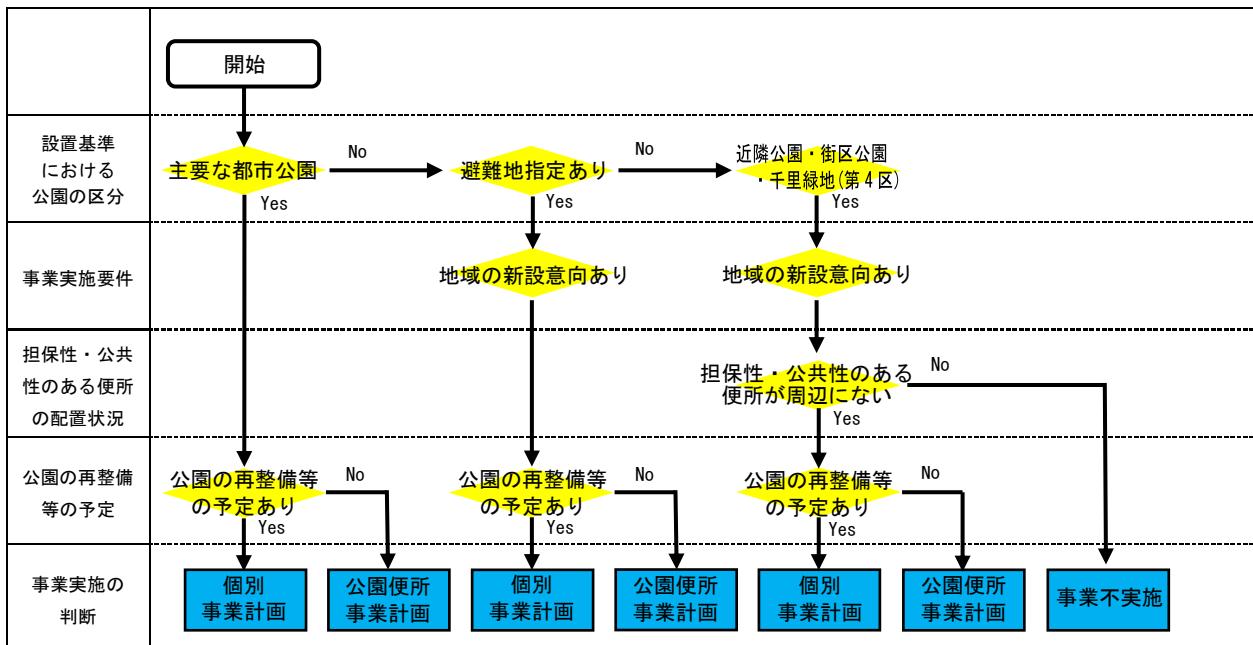 開始
設置基準
における
公園の区分
主要な都市公園
No
避難地指定あり
No
近隣公園・街区公園
・千里緑地(第4区)
Yes
Yes
Yes
事業実施要件
地域の新設意向あり
地域の新設意向あり
担保性・公共
性のある便所
の配置状況
担保性・公共性のある
便所が周辺にない
No
Yes
公園の再整備
等の予定
公園の再整備等
の予定あり
No
Yes
公園の再整備等
の予定あり
No
Yes
公園の再整備等
の予定あり
No
Yes
事業実施の
判断
個別
事業計画
公園便所
事業計画
個別
事業計画
公園便所
事業計画
個別
事業計画
公園便所
事業計画
事業不実施